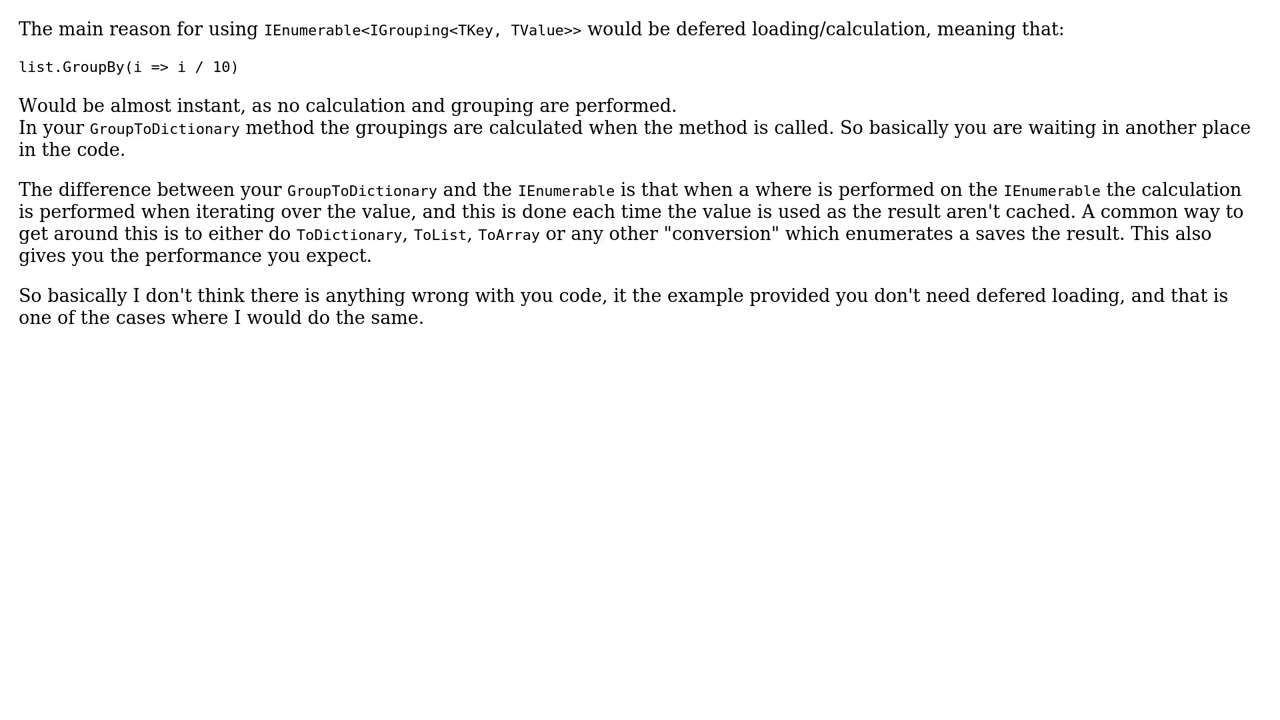 The main reason for using IEnumerable<IGrouping<TKey, TValue>> would be defered loading/calculation, meaning that:
list.GroupBy(i => i / 10)
Would be almost instant, as no calculation and grouping are performed.
In your GroupToDictionary method the groupings are calculated when the method is called. So basically you are waiting in another place
in the code.
The difference between your GroupToDictionary and the IEnumerable is that when a where is performed on the IEnumerable the calculation
is performed when iterating over the value, and this is done each time the value is used as the result aren't cached. A common way to
get around this is to either do ToDictionary, ToList, ToArray or any other "conversion" which enumerates a saves the result. This also
gives you the performance you expect.
So basically I don't think there is anything wrong with you code, it the example provided you don't need defered loading, and that is
one of the cases where I would do the same.